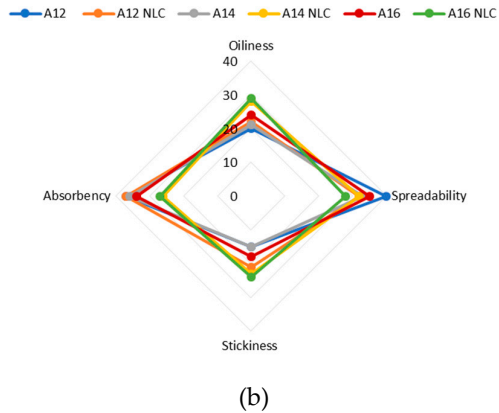 A12 A12 NLC A14 A14 NLC A16 A16 NLC
Oiliness
40
30
20
10
Absorbency 0 Spreadability
Stickiness
(b)